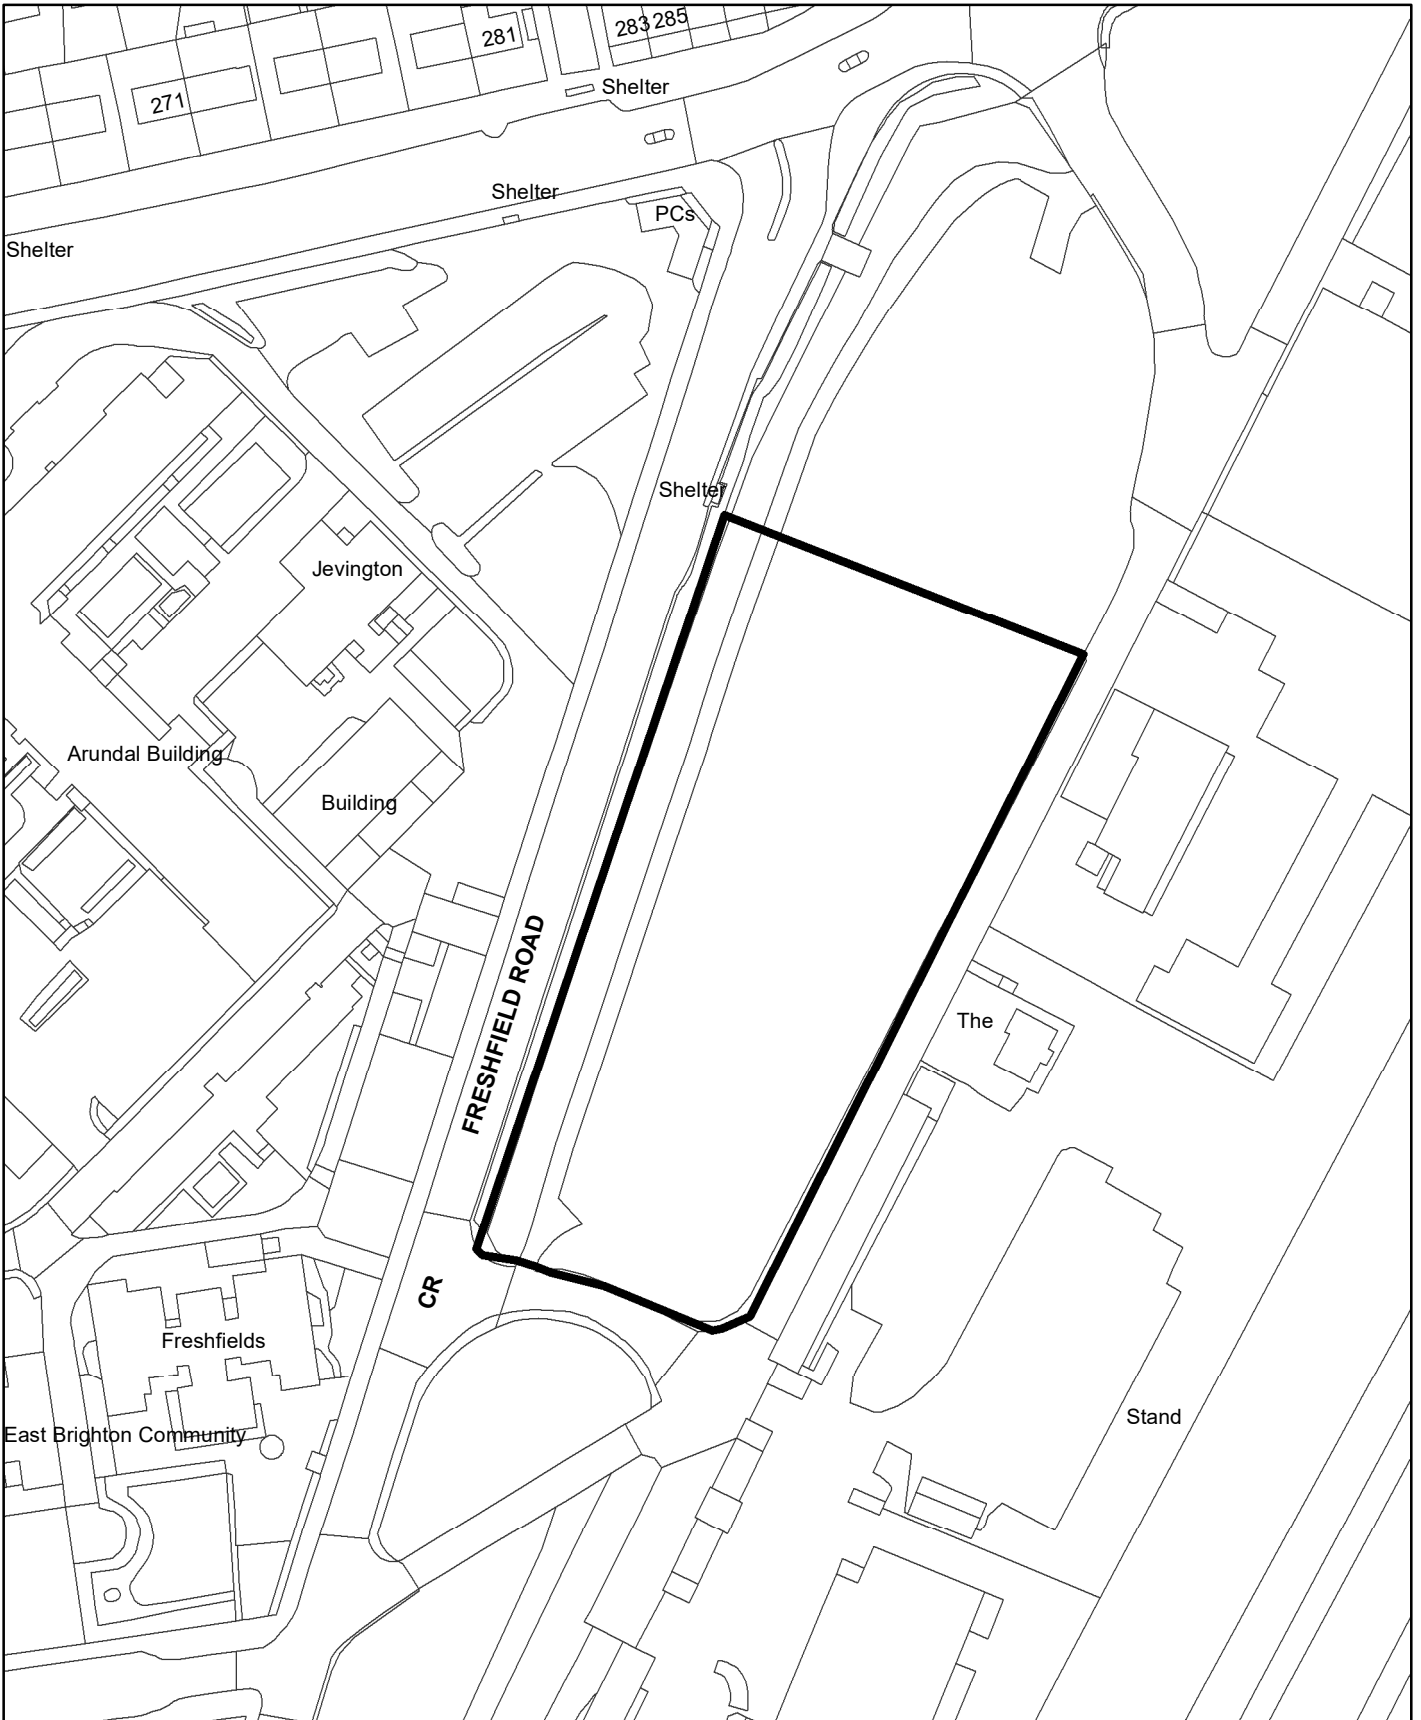 283 285
281
271
Shelter
Shelter
PCs
Shelter
Shelter
Jevington
Arundal Building
Building
FRESHFIELD ROAD
The
CR
Freshfields
Stand
East Brighton Community